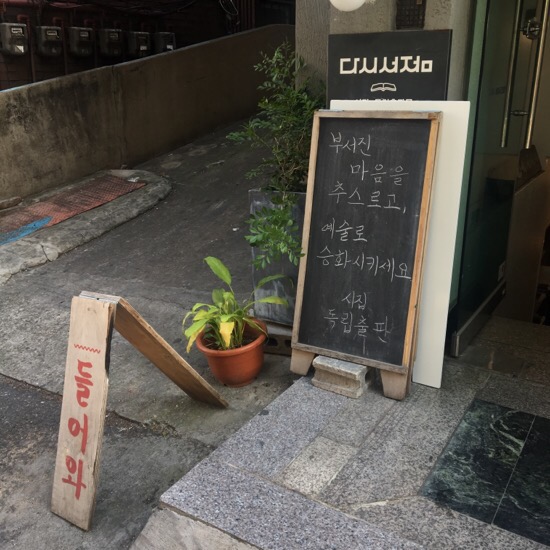 다시서점
부서진
마음을
추스르고,
예술로
승화시키세요
시집
독립출판
들어와